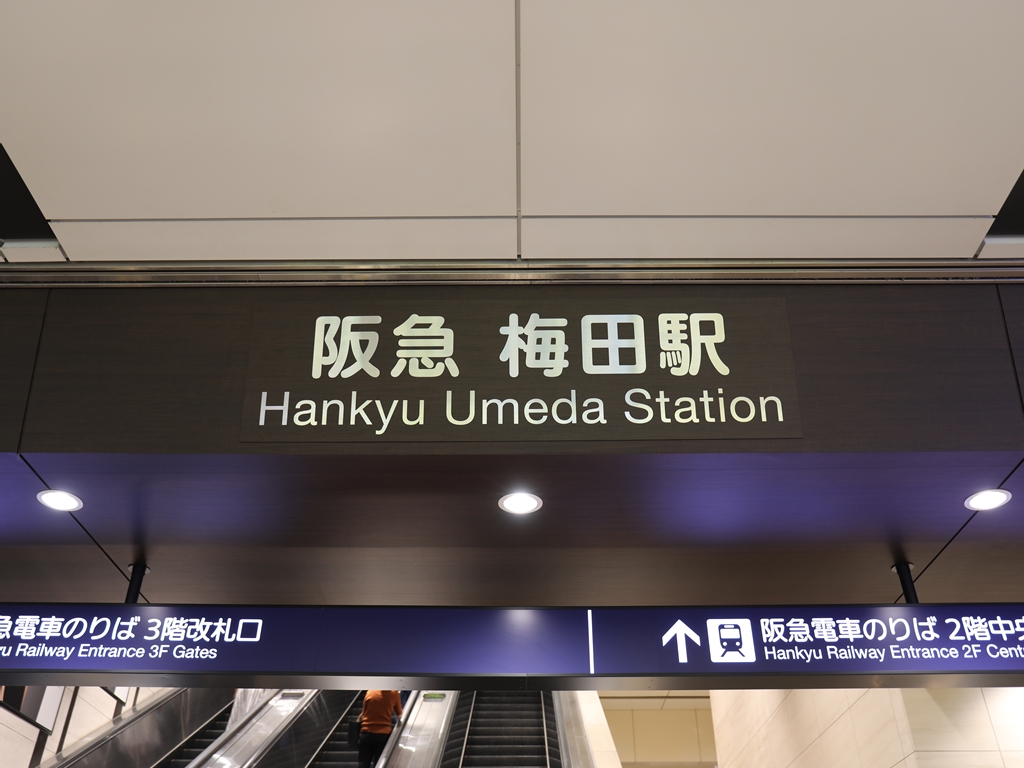 阪急 梅田駅
Hankyu Umeda Station
急電車のりば 3階改札口
Railway Entrance 3F Gates
阪急電車のりば 2階中央
Hankyu Railway Entrance 2F